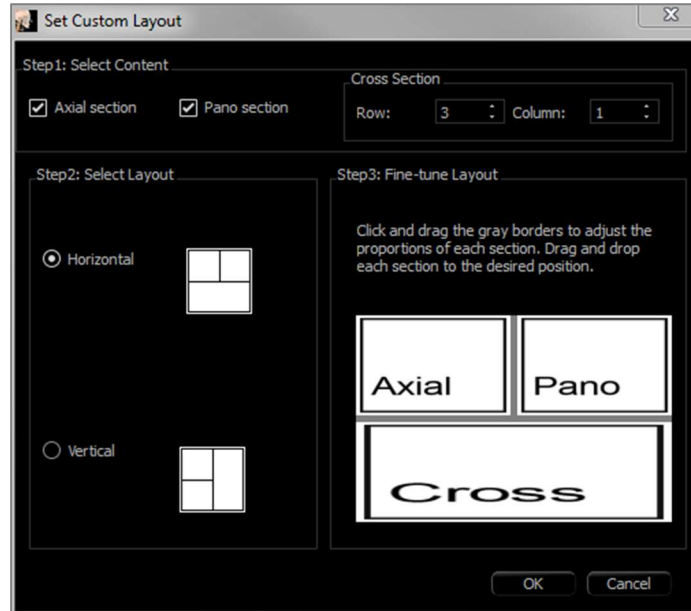 Set Custom Layout
Step1: Select Content
Axial section
Pano section
Cross Section
Row: 3 Column: 1
Step2: Select Layout
Horizontal
Vertical
Step3: Fine-tune Layout
Click and drag the gray borders to adjust the
proportions of each section. Drag and drop
each section to the desired position.
Axial
Pano
Cross
OK
Cancel